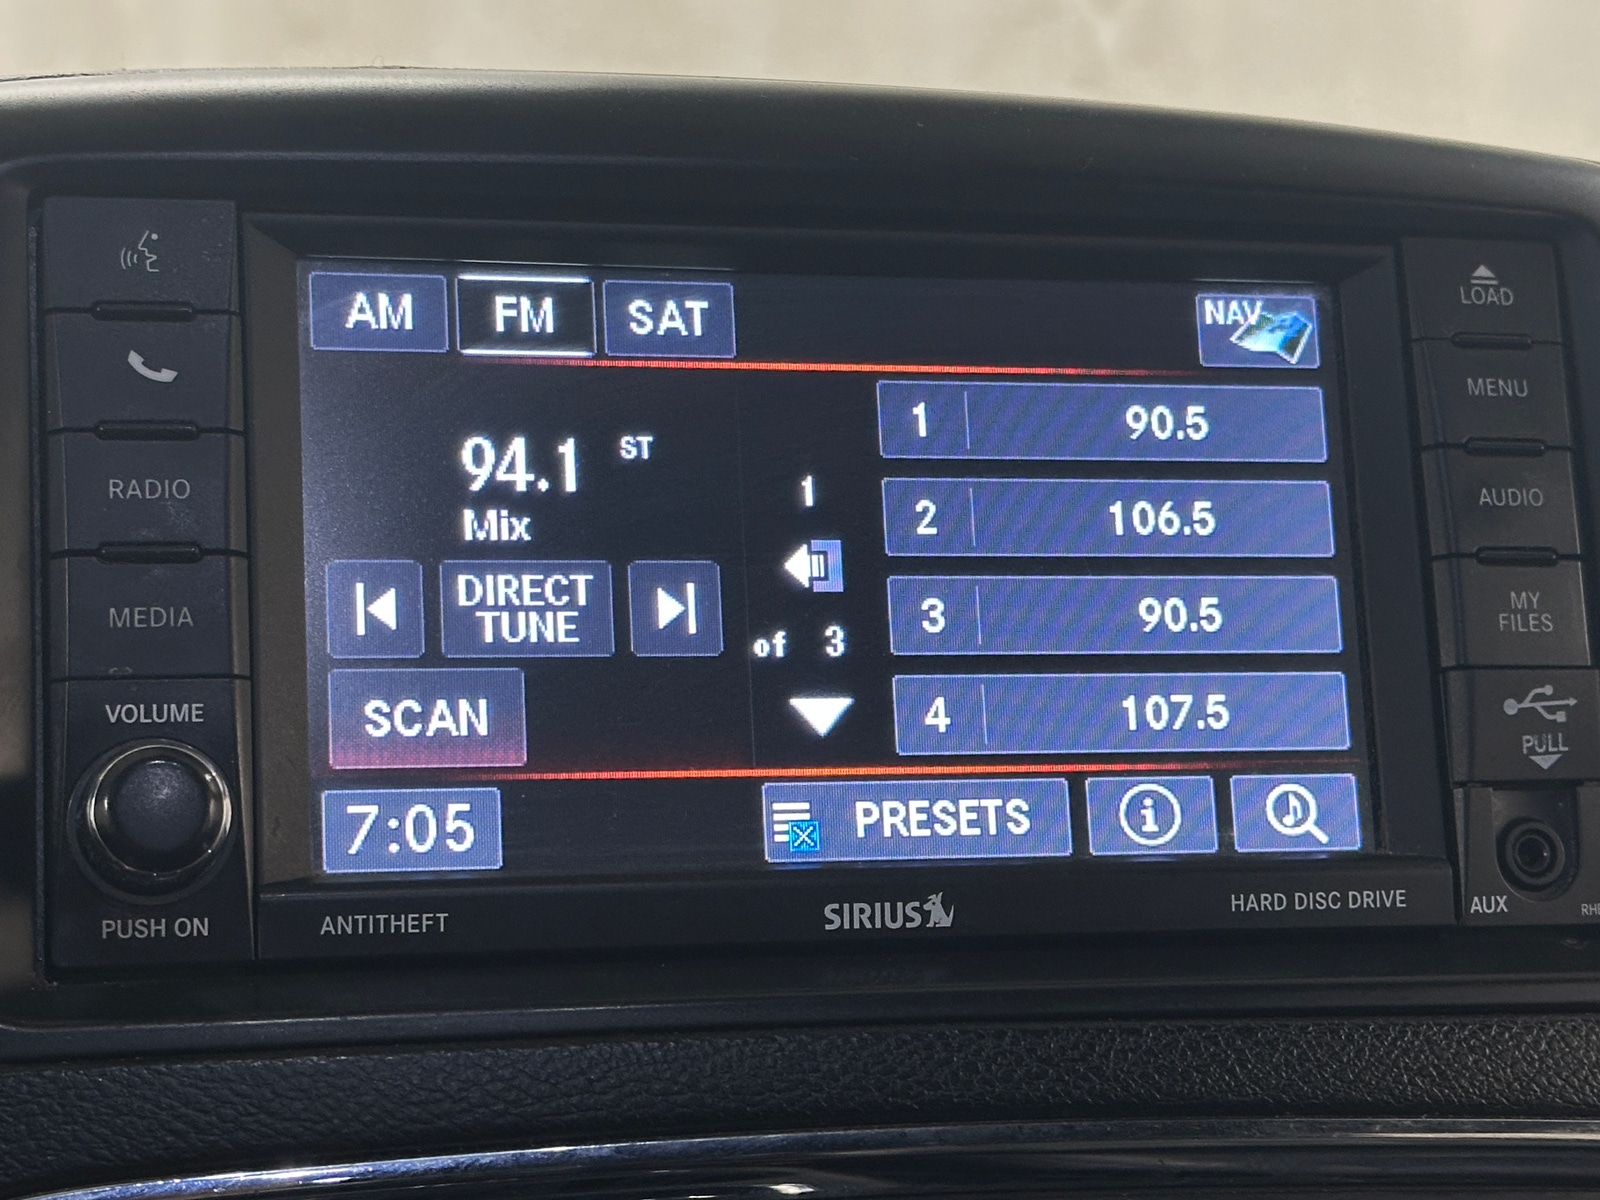 AM FM SAT NAV
LOAD
MENU
94.1 ST
Mix
1 90.5
2 106.5
3 90.5
4 107.5
1
of 3
RADIO
AUDIO
DIRECT
TUNE
MEDIA
MY
FILES
SCAN
VOLUME
PULL
7:05
PRESETS
i
PUSH ON
ANTITHEFT
SIRIUS
HARD DISC DRIVE
AUX